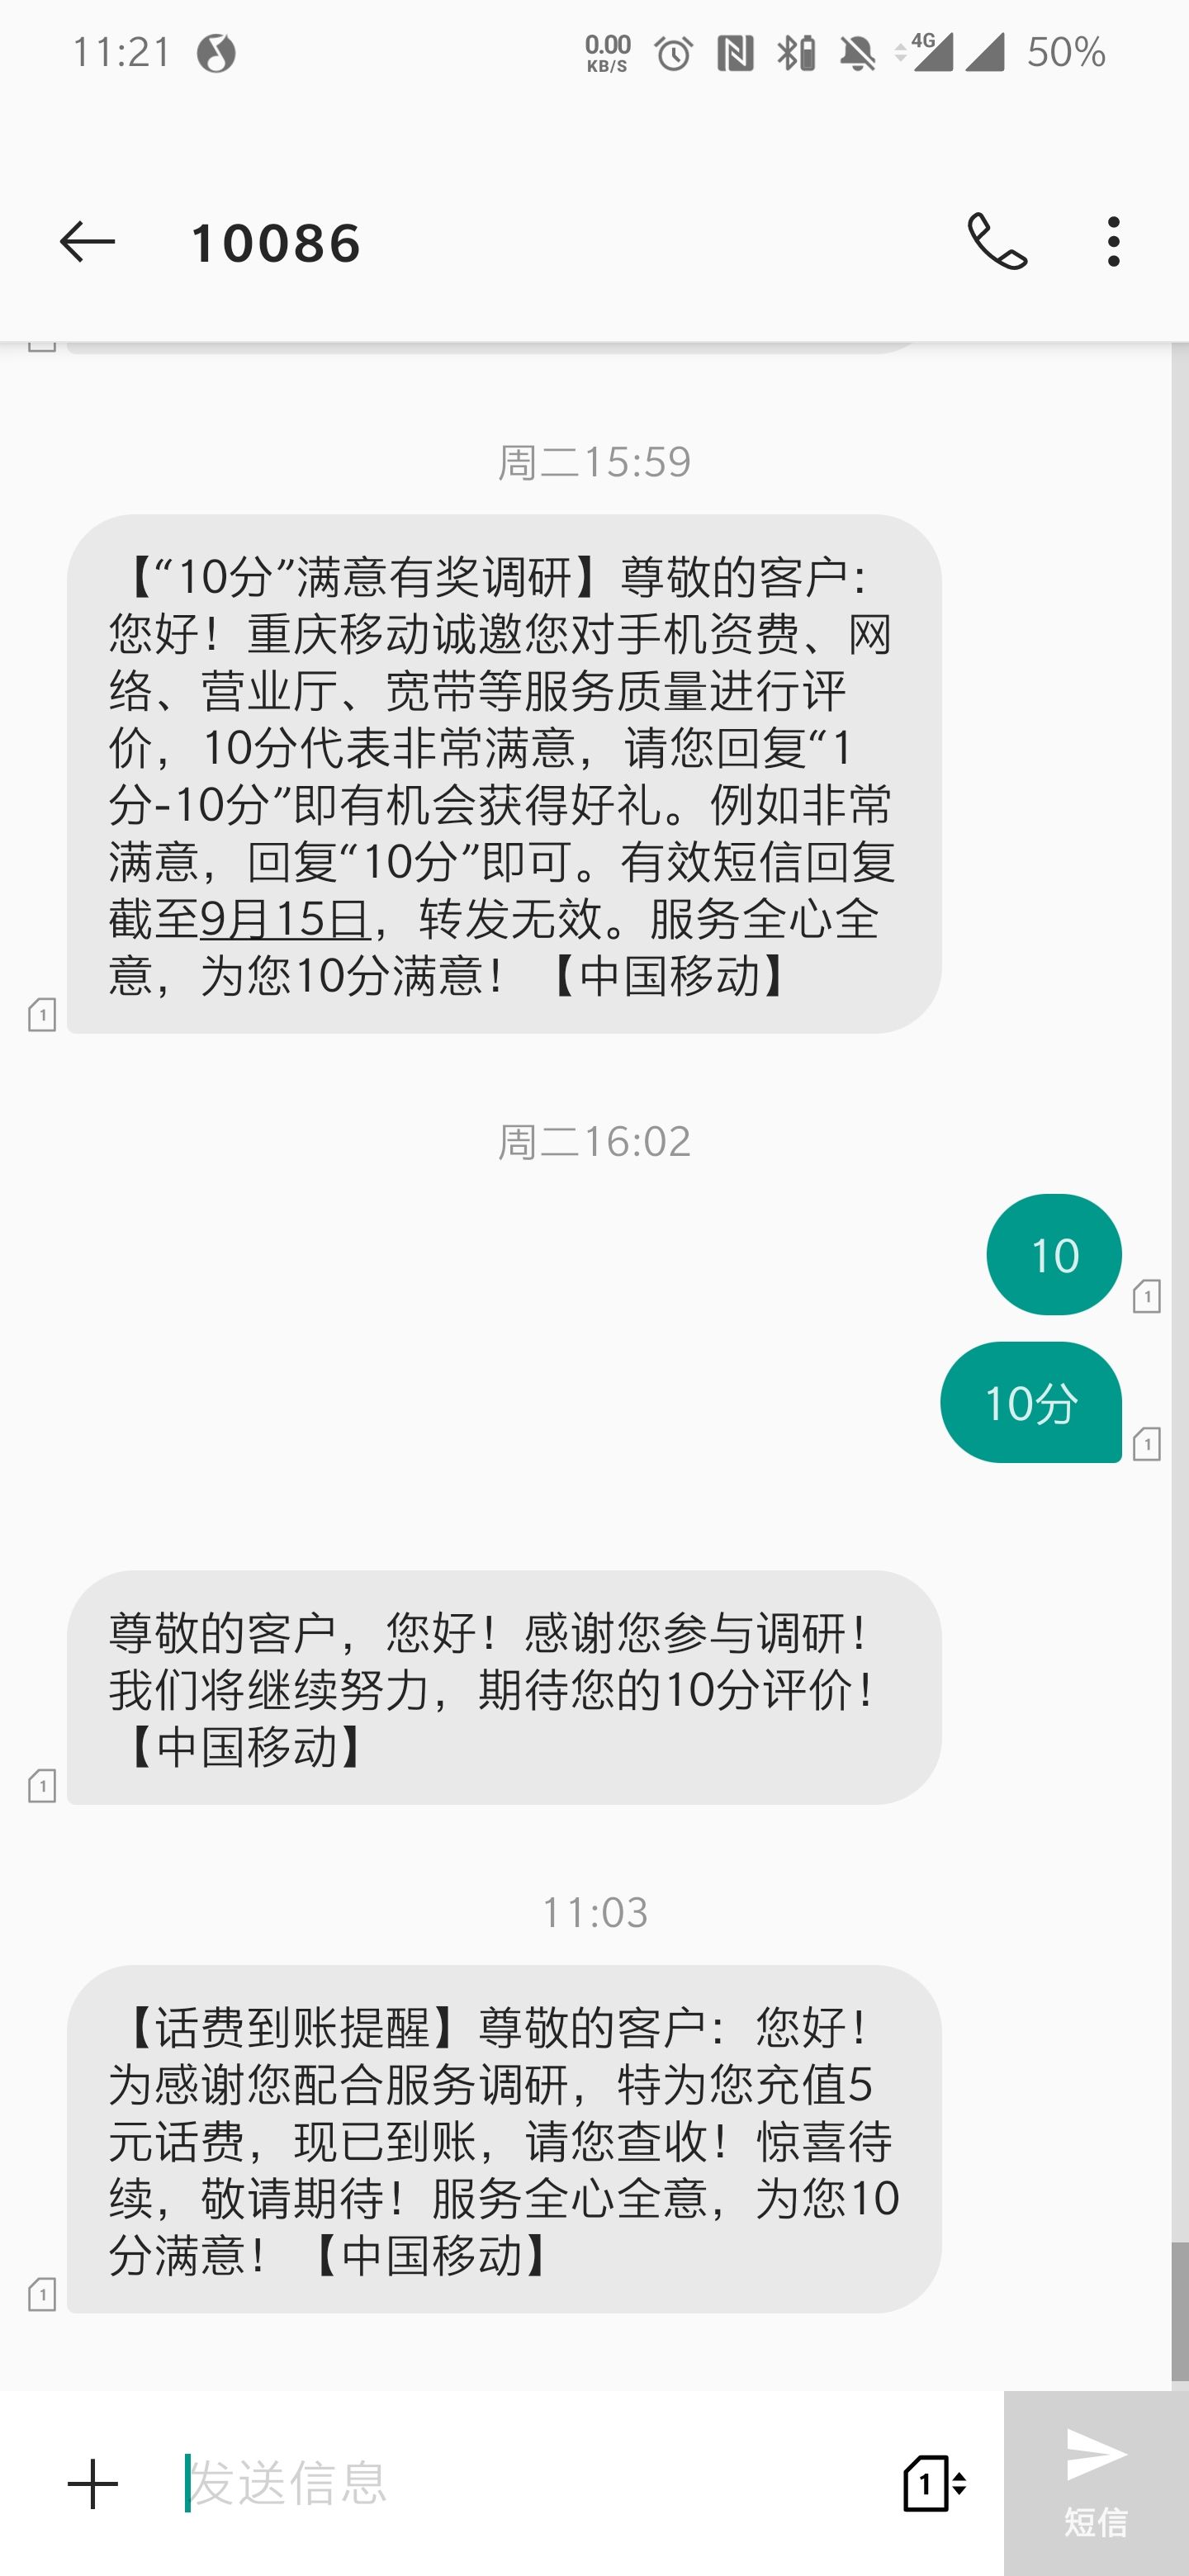 11:21
0.00 KB/S 4G 50%
10086
周二15:59
【“10分”满意有奖调研】尊敬的客户：
您好！重庆移动诚邀您对手机资费、网
络、营业厅、宽带等服务质量进行评
价，10分代表非常满意，请您回复“1
分-10分”即有机会获得好礼。例如非常
满意，回复“10分”即可。有效短信回复
截至9月15日，转发无效。服务全心全
意，为您10分满意！【中国移动】
1
周二16:02
10
1
10分
1
尊敬的客户，您好！感谢您参与调研！
我们将继续努力，期待您的10分评价！
【中国移动】
1
11:03
【话费到账提醒】尊敬的客户：您好！
为感谢您配合服务调研，特为您充值5
元话费，现已到账，请您查收！惊喜待
续，敬请期待！服务全心全意，为您10
分满意！【中国移动】
1
发送信息
1
短信